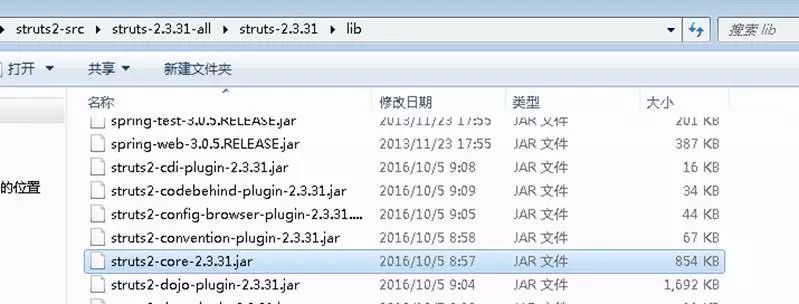 struts2-src ▸ struts-2.3.31-all ▸ struts-2.3.31 ▸ lib
搜索 lib
打开 共享 新建文件夹
名称 修改日期 类型 大小
spring-test-3.0.5.RELEASE.jar 2013/11/23 17:55 JAR 文件 201 KB
spring-web-3.0.5.RELEASE.jar 2013/11/23 17:55 JAR 文件 387 KB
struts2-cdi-plugin-2.3.31.jar 2016/10/5 9:08 JAR 文件 16 KB
的位置
struts2-codebehind-plugin-2.3.31.jar 2016/10/5 9:04 JAR 文件 34 KB
struts2-config-browser-plugin-2.3.31.... 2016/10/5 9:05 JAR 文件 44 KB
struts2-convention-plugin-2.3.31.jar 2016/10/5 8:58 JAR 文件 67 KB
struts2-core-2.3.31.jar 2016/10/5 8:57 JAR 文件 854 KB
struts2-dojo-plugin-2.3.31.jar 2016/10/5 9:04 JAR 文件 1,692 KB